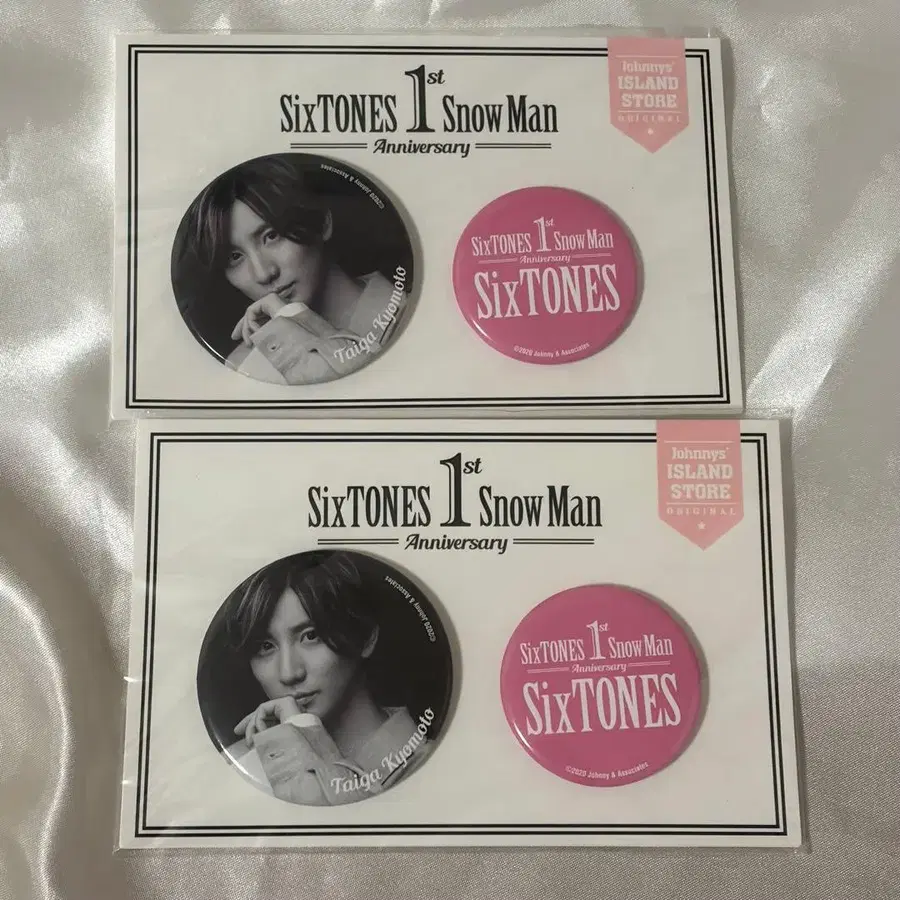 Johnnys'
ISLAND
STORE
ORIGINAL
SixTONES 1st Snow Man
Anniversary
©2020 Johnny & Associates
Taiga Kyomoto
SixTONES 1st Snow Man
Anniversary
SixTONES
©2020 Johnny & Associates
Johnnys'
ISLAND
STORE
ORIGINAL
SixTONES 1st Snow Man
Anniversary
©2020 Johnny & Associates
Taiga Kyomoto
SixTONES 1st Snow Man
Anniversary
SixTONES
©2020 Johnny & Associates